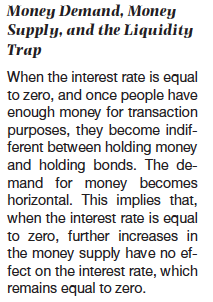 Money Demand, Money
Supply, and the Liquidity
Trap
When the interest rate is equal
to zero, and once people have
enough money for transaction
purposes, they become indif-
ferent between holding money
and holding bonds. The de-
mand for money becomes
horizontal. This implies that,
when the interest rate is equal
to zero, further increases in
the money supply have no ef-
fect on the interest rate, which
remains equal to zero.